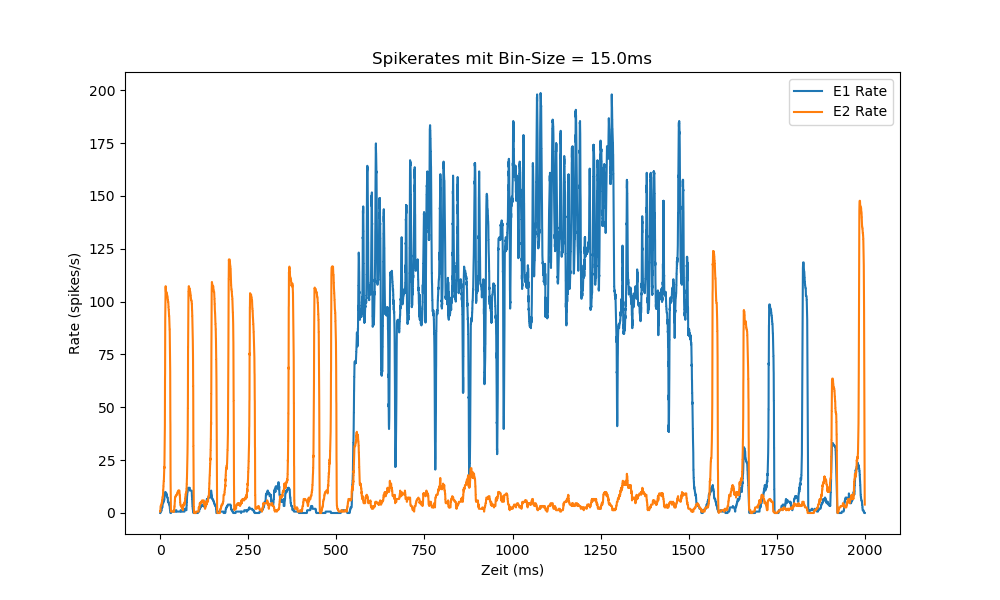 Spikerates mit Bin-Size = 15.0ms
E1 Rate
E2 Rate
Rate (spikes/s)
200
175
150
125
100
75
50
25
0
0 250 500 750 1000 1250 1500 1750 2000
Zeit (ms)